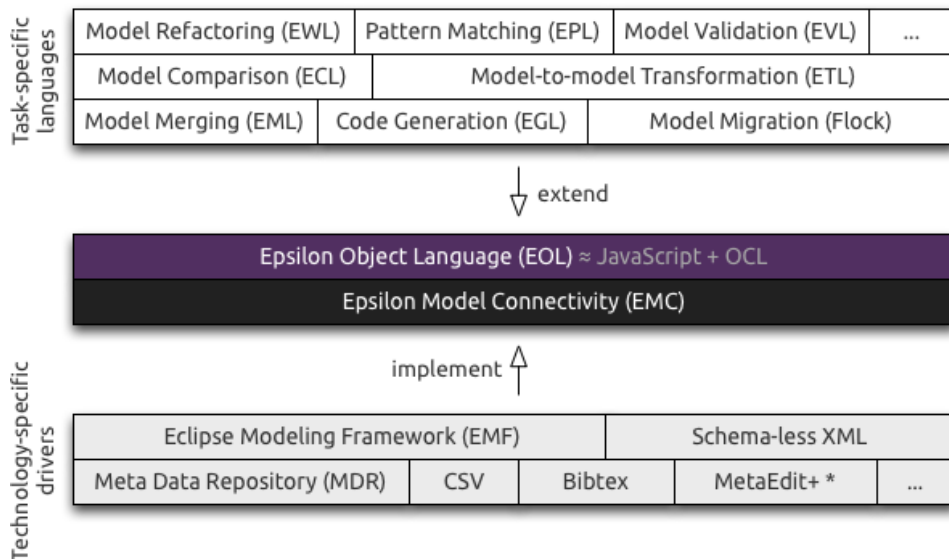 Task-specific
languages
Model Refactoring (EWL) Pattern Matching (EPL) Model Validation (EVL) ...
Model Comparison (ECL) Model-to-model Transformation (ETL)
Model Merging (EML) Code Generation (EGL) Model Migration (Flock)
extend
Epsilon Object Language (EOL) ≈ JavaScript + OCL
Epsilon Model Connectivity (EMC)
implement
Technology-specific
drivers
Eclipse Modeling Framework (EMF) Schema-less XML
Meta Data Repository (MDR) CSV Bibtex MetaEdit+ * ...